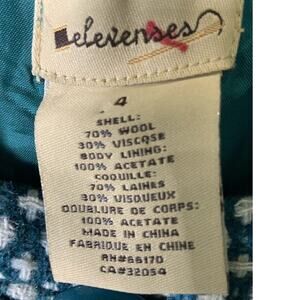 elevenses
4
SHELL:
70% WOOL
30% VISCOSE
BODY LINING:
100% ACETATE
COQUILLE:
70% LAINES
30% VISQUEUX
DOUBLURE DE CORPS:
100% ACETATE
MADE IN CHINA
FABRIQUE EN CHINE
RN#66170
CA#32054